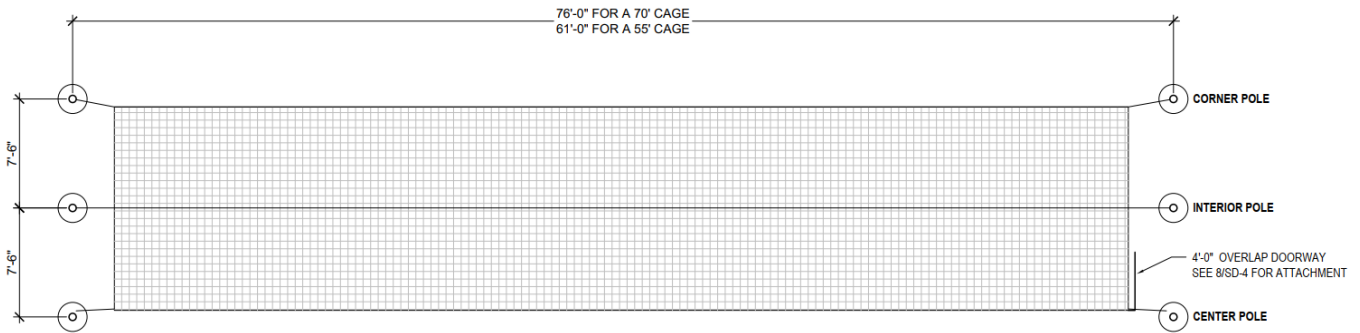 76'-0" FOR A 70' CAGE
61'-0" FOR A 55' CAGE
CORNER POLE
7'-6"
INTERIOR POLE
7'-6"
4'-0" OVERLAP DOORWAY
SEE 8/SD-4 FOR ATTACHMENT
CENTER POLE